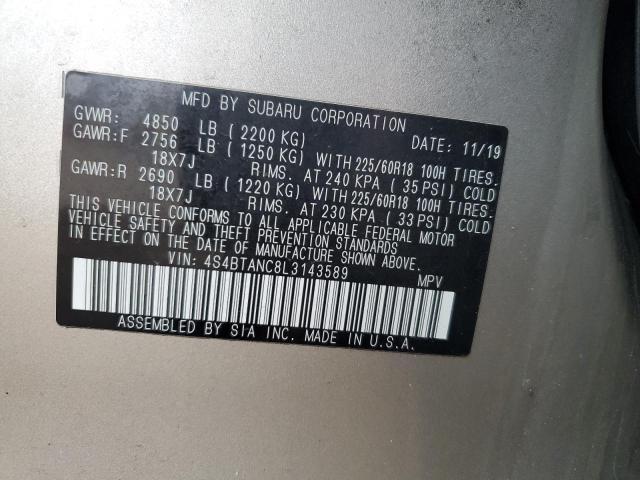 MFD BY SUBARU CORPORATION
GVWR: 4850 LB (2200 KG) DATE: 11/19
GAWR:F 2756 LB (1250 KG) WITH 225/60R18 100H TIRES.
18X7J RIMS. AT 240 KPA (35 PSI) COLD
GAWR:R 2690 LB (1220 KG) WITH 225/60R18 100H TIRES.
18X7J RIMS. AT 230 KPA (33 PSI) COLD
THIS VEHICLE CONFORMS TO ALL APPLICABLE FEDERAL MOTOR
VEHICLE SAFETY AND THEFT PREVENTION STANDARDS
IN EFFECT ON THE DATE OF MANUFACTURE SHOWN ABOVE.
VIN: 4S4BTANC8L3143589 MPV
ASSEMBLED BY SIA INC. MADE IN U.S.A.